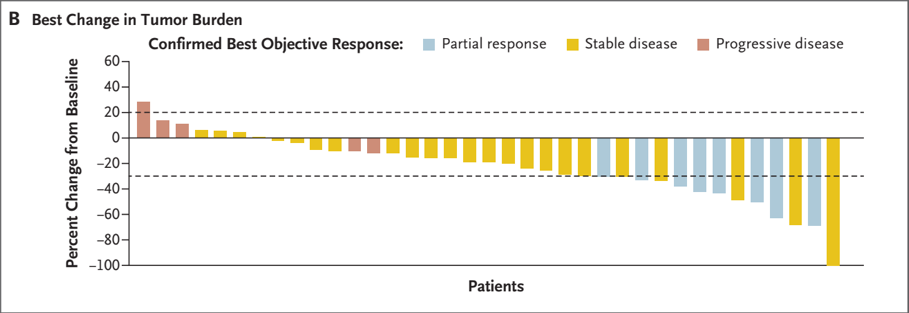 B Best Change in Tumor Burden
Confirmed Best Objective Response: Partial response Stable disease Progressive disease
Percent Change from Baseline
60
40
20
0
−20
−40
−60
−80
−100
Patients